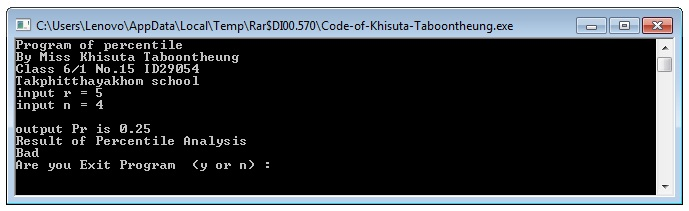 C:\Users\Lenovo\AppData\Local\Temp\Rar$DI00.570\Code-of-Khisuta-Taboontheung.exe
Program of percentile
By Miss Khisuta Taboontheung
Class 6/1 No.15 ID29054
Takphitthayakhom school
input r = 5
input n = 4
output Pr is 0.25
Result of Percentile Analysis
Bad
Are you Exit Program  (y or n) :